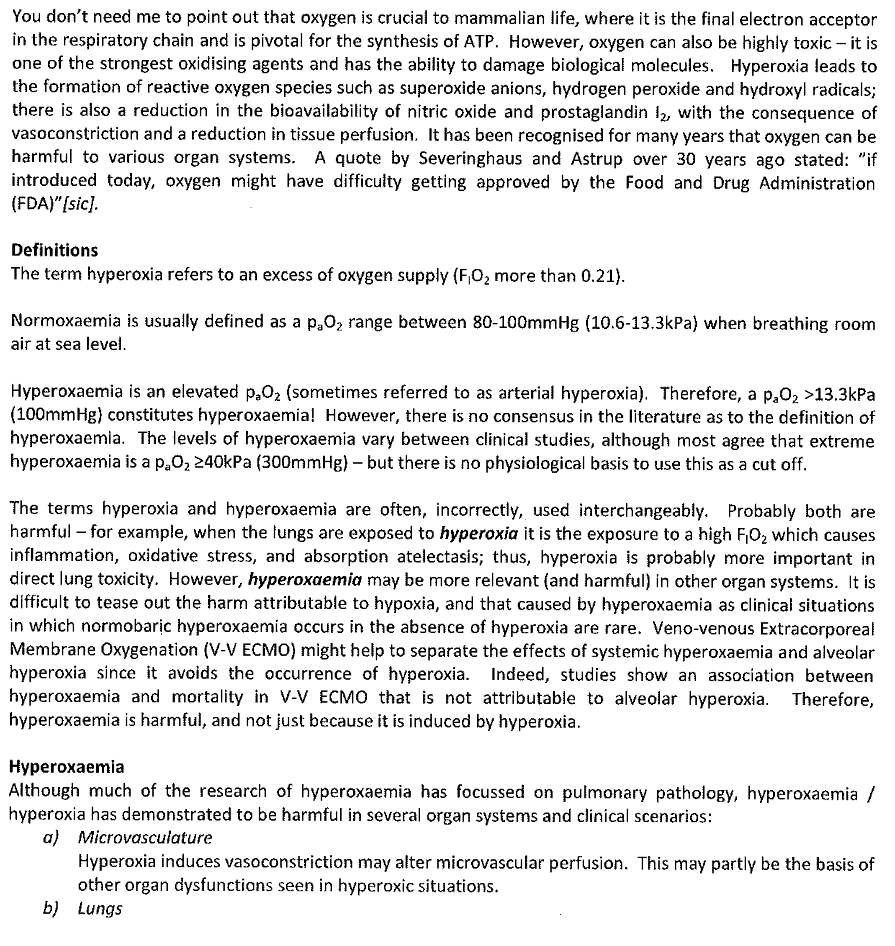 You don't need me to point out that oxygen is crucial to mammalian life, where it is the final electron acceptor
in the respiratory chain and is pivotal for the synthesis of ATP. However, oxygen can also be highly toxic – it is
one of the strongest oxidising agents and has the ability to damage biological molecules. Hyperoxia leads to
the formation of reactive oxygen species such as superoxide anions, hydrogen peroxide and hydroxyl radicals;
there is also a reduction in the bioavailability of nitric oxide and prostaglandin I₂, with the consequence of
vasoconstriction and a reduction in tissue perfusion. It has been recognised for many years that oxygen can be
harmful to various organ systems. A quote by Severinghaus and Astrup over 30 years ago stated: "if
introduced today, oxygen might have difficulty getting approved by the Food and Drug Administration
(FDA)"[sic].
Definitions
The term hyperoxia refers to an excess of oxygen supply (FᵢO₂ more than 0.21).
Normoxaemia is usually defined as a pₐO₂ range between 80-100mmHg (10.6-13.3kPa) when breathing room
air at sea level.
Hyperoxaemia is an elevated pₐO₂ (sometimes referred to as arterial hyperoxia). Therefore, a pₐO₂ >13.3kPa
(100mmHg) constitutes hyperoxaemia! However, there is no consensus in the literature as to the definition of
hyperoxaemia. The levels of hyperoxaemia vary between clinical studies, although most agree that extreme
hyperoxaemia is a pₐO₂ ≥40kPa (300mmHg) – but there is no physiological basis to use this as a cut off.
The terms hyperoxia and hyperoxaemia are often, incorrectly, used interchangeably. Probably both are
harmful – for example, when the lungs are exposed to hyperoxia it is the exposure to a high FᵢO₂ which causes
inflammation, oxidative stress, and absorption atelectasis; thus, hyperoxia is probably more important in
direct lung toxicity. However, hyperoxaemia may be more relevant (and harmful) in other organ systems. It is
difficult to tease out the harm attributable to hypoxia, and that caused by hyperoxaemia as clinical situations
in which normobaric hyperoxaemia occurs in the absence of hyperoxia are rare. Veno-venous Extracorporeal
Membrane Oxygenation (V-V ECMO) might help to separate the effects of systemic hyperoxaemia and alveolar
hyperoxia since it avoids the occurrence of hyperoxia. Indeed, studies show an association between
hyperoxaemia and mortality in V-V ECMO that is not attributable to alveolar hyperoxia. Therefore,
hyperoxaemia is harmful, and not just because it is induced by hyperoxia.
Hyperoxaemia
Although much of the research of hyperoxaemia has focussed on pulmonary pathology, hyperoxaemia /
hyperoxia has demonstrated to be harmful in several organ systems and clinical scenarios:
a) Microvasculature
Hyperoxia induces vasoconstriction may alter microvascular perfusion. This may partly be the basis of
other organ dysfunctions seen in hyperoxic situations.
b) Lungs